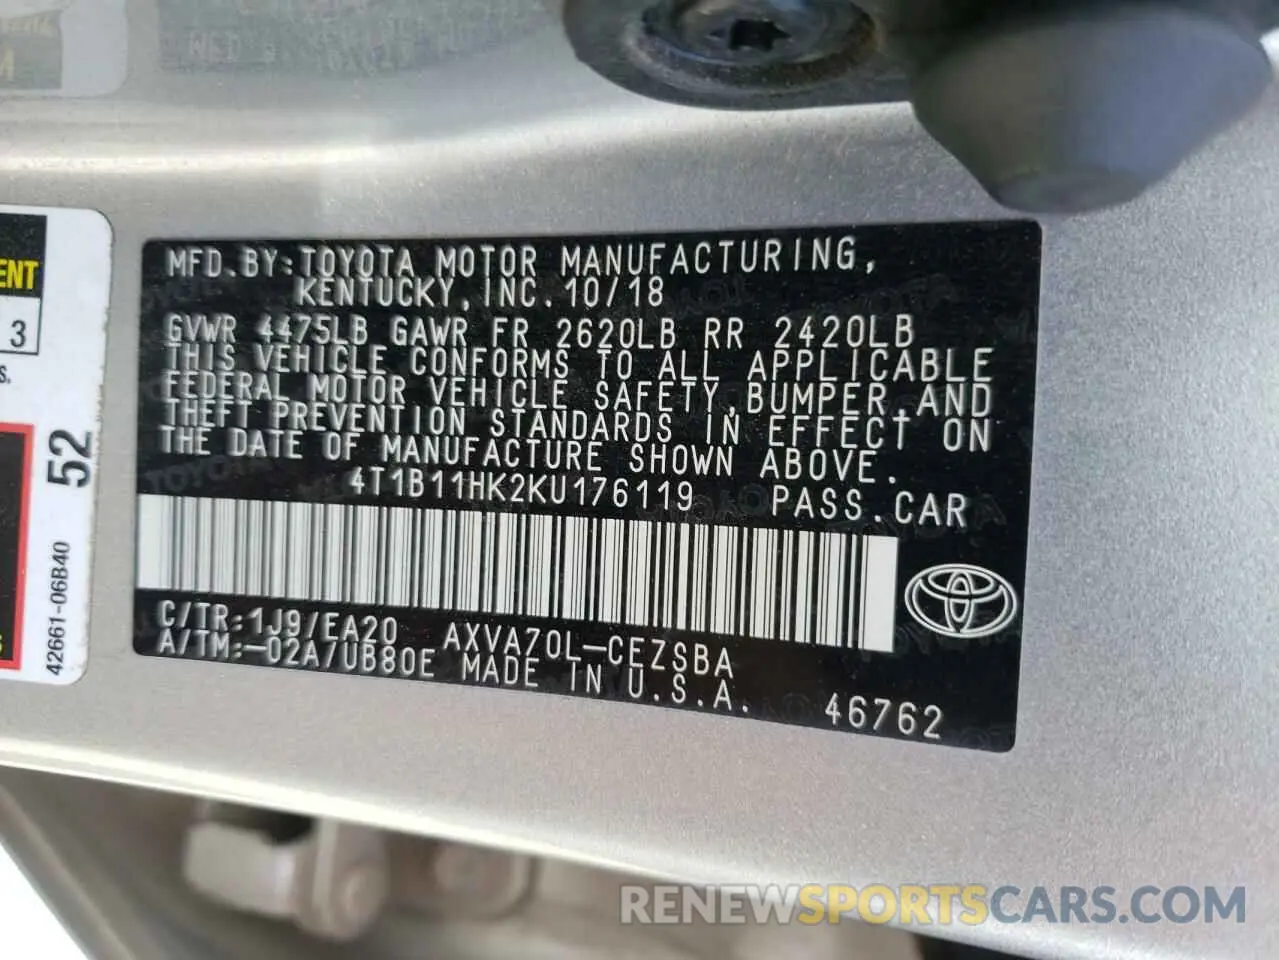 MFD.BY:TOYOTA MOTOR MANUFACTURING,
KENTUCKY, INC. 10/18
GVWR 4475LB GAWR FR 2620LB RR 2420LB
THIS VEHICLE CONFORMS TO ALL APPLICABLE
FEDERAL MOTOR VEHICLE SAFETY, BUMPER, AND
THEFT PREVENTION STANDARDS IN EFFECT ON
THE DATE OF MANUFACTURE SHOWN ABOVE.
4T1B11HK2KU176119 PASS.CAR
C/TR:1J9/EA20 AXVA70L-CEZSBA
A/TM:-02A/UB80E MADE IN U.S.A.
46762
ENT
3
S.
52
42661-06B40
RENEWSPORTSCARS.COM